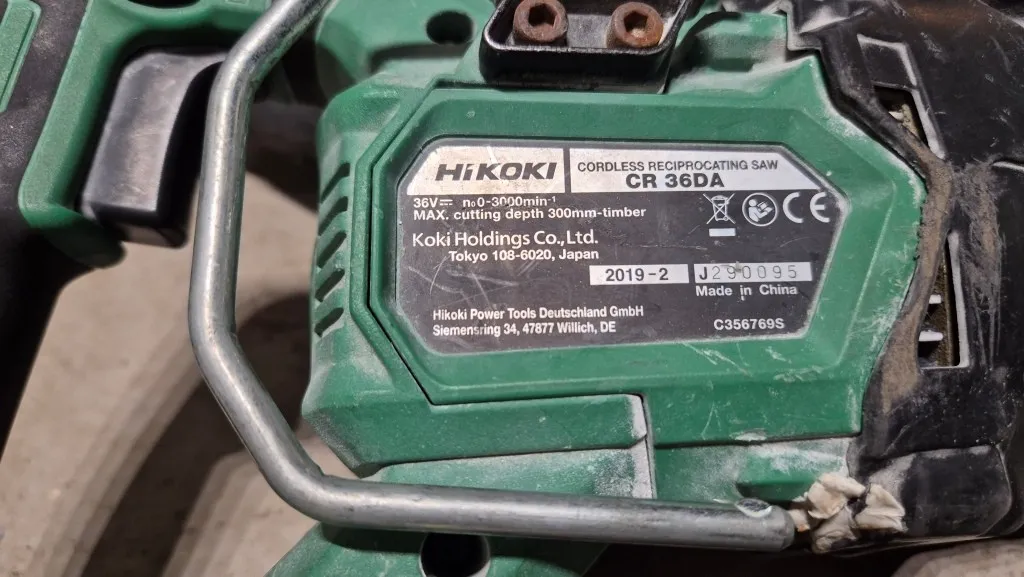 HiKOKI
CORDLESS RECIPROCATING SAW
CR 36DA
36V⎓ n₀0-3000min⁻¹
MAX. cutting depth 300mm-timber
CE
Koki Holdings Co.,Ltd.
Tokyo 108-6020, Japan
2019-2 J290095
Made in China
Hikoki Power Tools Deutschland GmbH
Siemensring 34, 47877 Willich, DE
C356769S